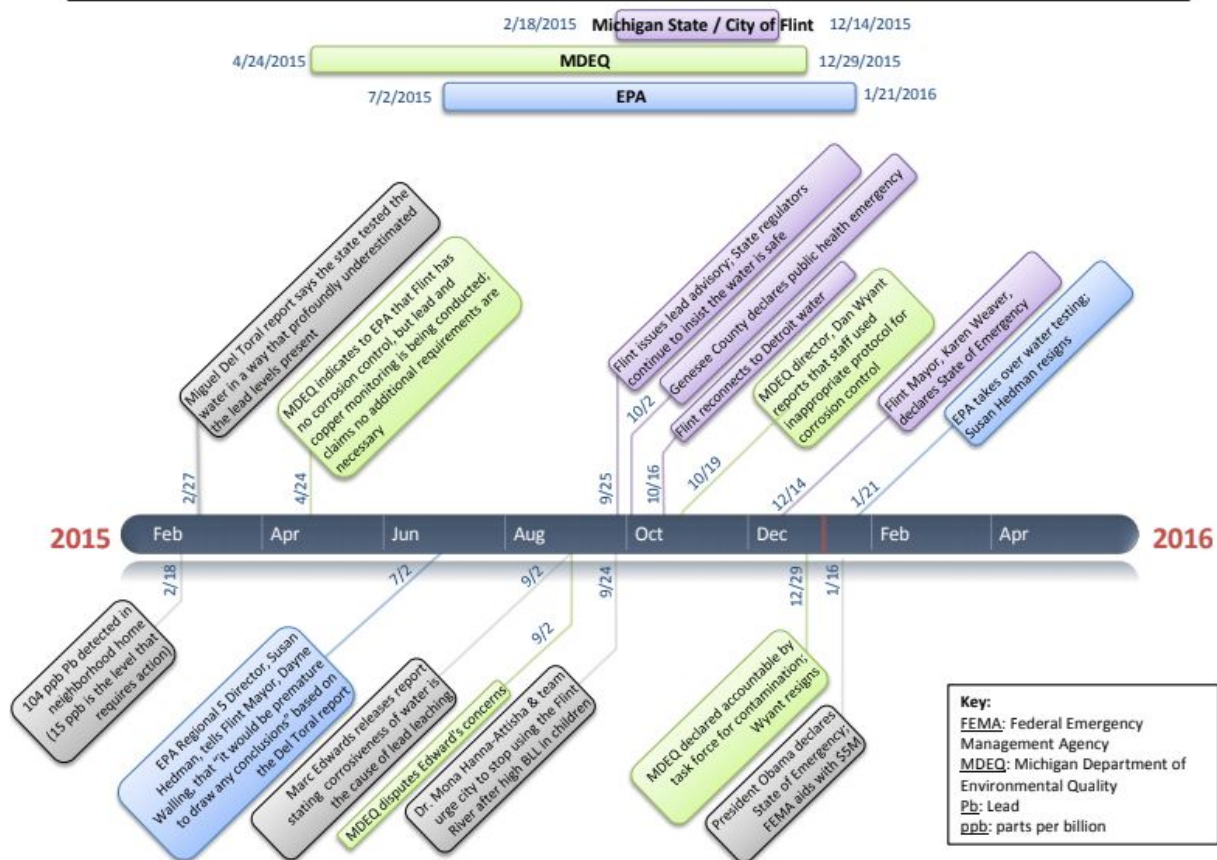 2/18/2015 Michigan State / City of Flint 12/14/2015
4/24/2015 MDEQ 12/29/2015
7/2/2015 EPA 1/21/2016
Miguel Del Toral report says the state tested the
water in a way that profoundly underestimated
the lead levels present
2/27
MDEQ indicates to EPA that Flint has
no corrosion control, but lead and
copper monitoring is being conducted;
claims no additional requirements are
necessary
4/24
Flint issues lead advisory; State regulators
continue to insist the water is safe
9/25
Genesee County declares public health emergency
10/2
Flint reconnects to Detroit water
10/16
MDEQ director, Dan Wyant
reports that staff used
inappropriate protocol for
corrosion control
10/19
Flint Mayor, Karen Weaver,
declares State of Emergency
12/14
EPA takes over water testing;
Susan Hedman resigns
1/21
2015 Feb Apr Jun Aug Oct Dec Feb Apr 2016
2/18
104 ppb Pb detected in
neighborhood home
(15 ppb is the level that
requires action)
7/2
EPA Regional 5 Director, Susan
Hedman, tells Flint Mayor, Dayne
Walling, that "it would be premature
to draw any conclusions" based on
the Del Toral report
9/2
Marc Edwards releases report
stating corrosiveness of water is
the cause of lead leaching
9/2
MDEQ disputes Edward's concerns
9/24
Dr. Mona Hanna-Attisha & team
urge city to stop using the Flint
River after high BLL in children
12/29
MDEQ declared accountable by
task force for contamination;
Wyant resigns
1/16
President Obama declares
State of Emergency;
FEMA aids with $5M
Key:
FEMA: Federal Emergency
Management Agency
MDEQ: Michigan Department of
Environmental Quality
Pb: Lead
ppb: parts per billion